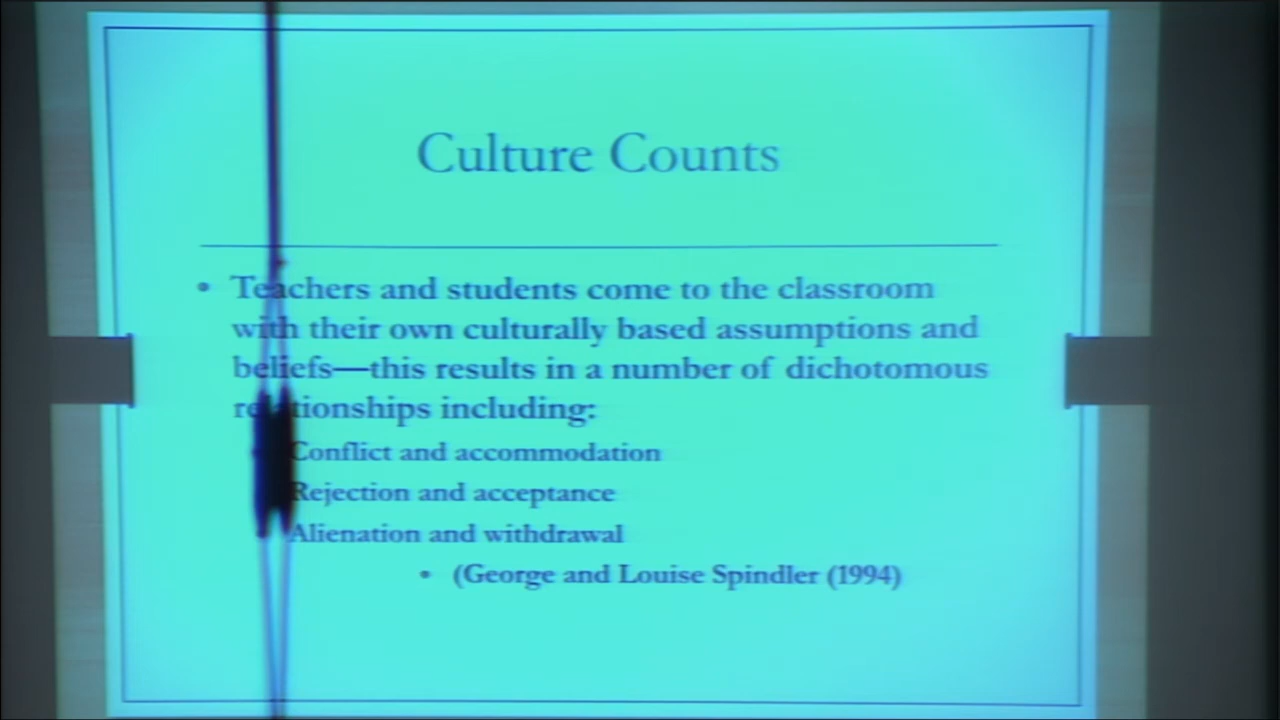 Culture Counts
• Teachers and students come to the classroom
with their own culturally based assumptions and
beliefs—this results in a number of dichotomous
relationships including:
Conflict and accommodation
Rejection and acceptance
Alienation and withdrawal
• (George and Louise Spindler (1994)